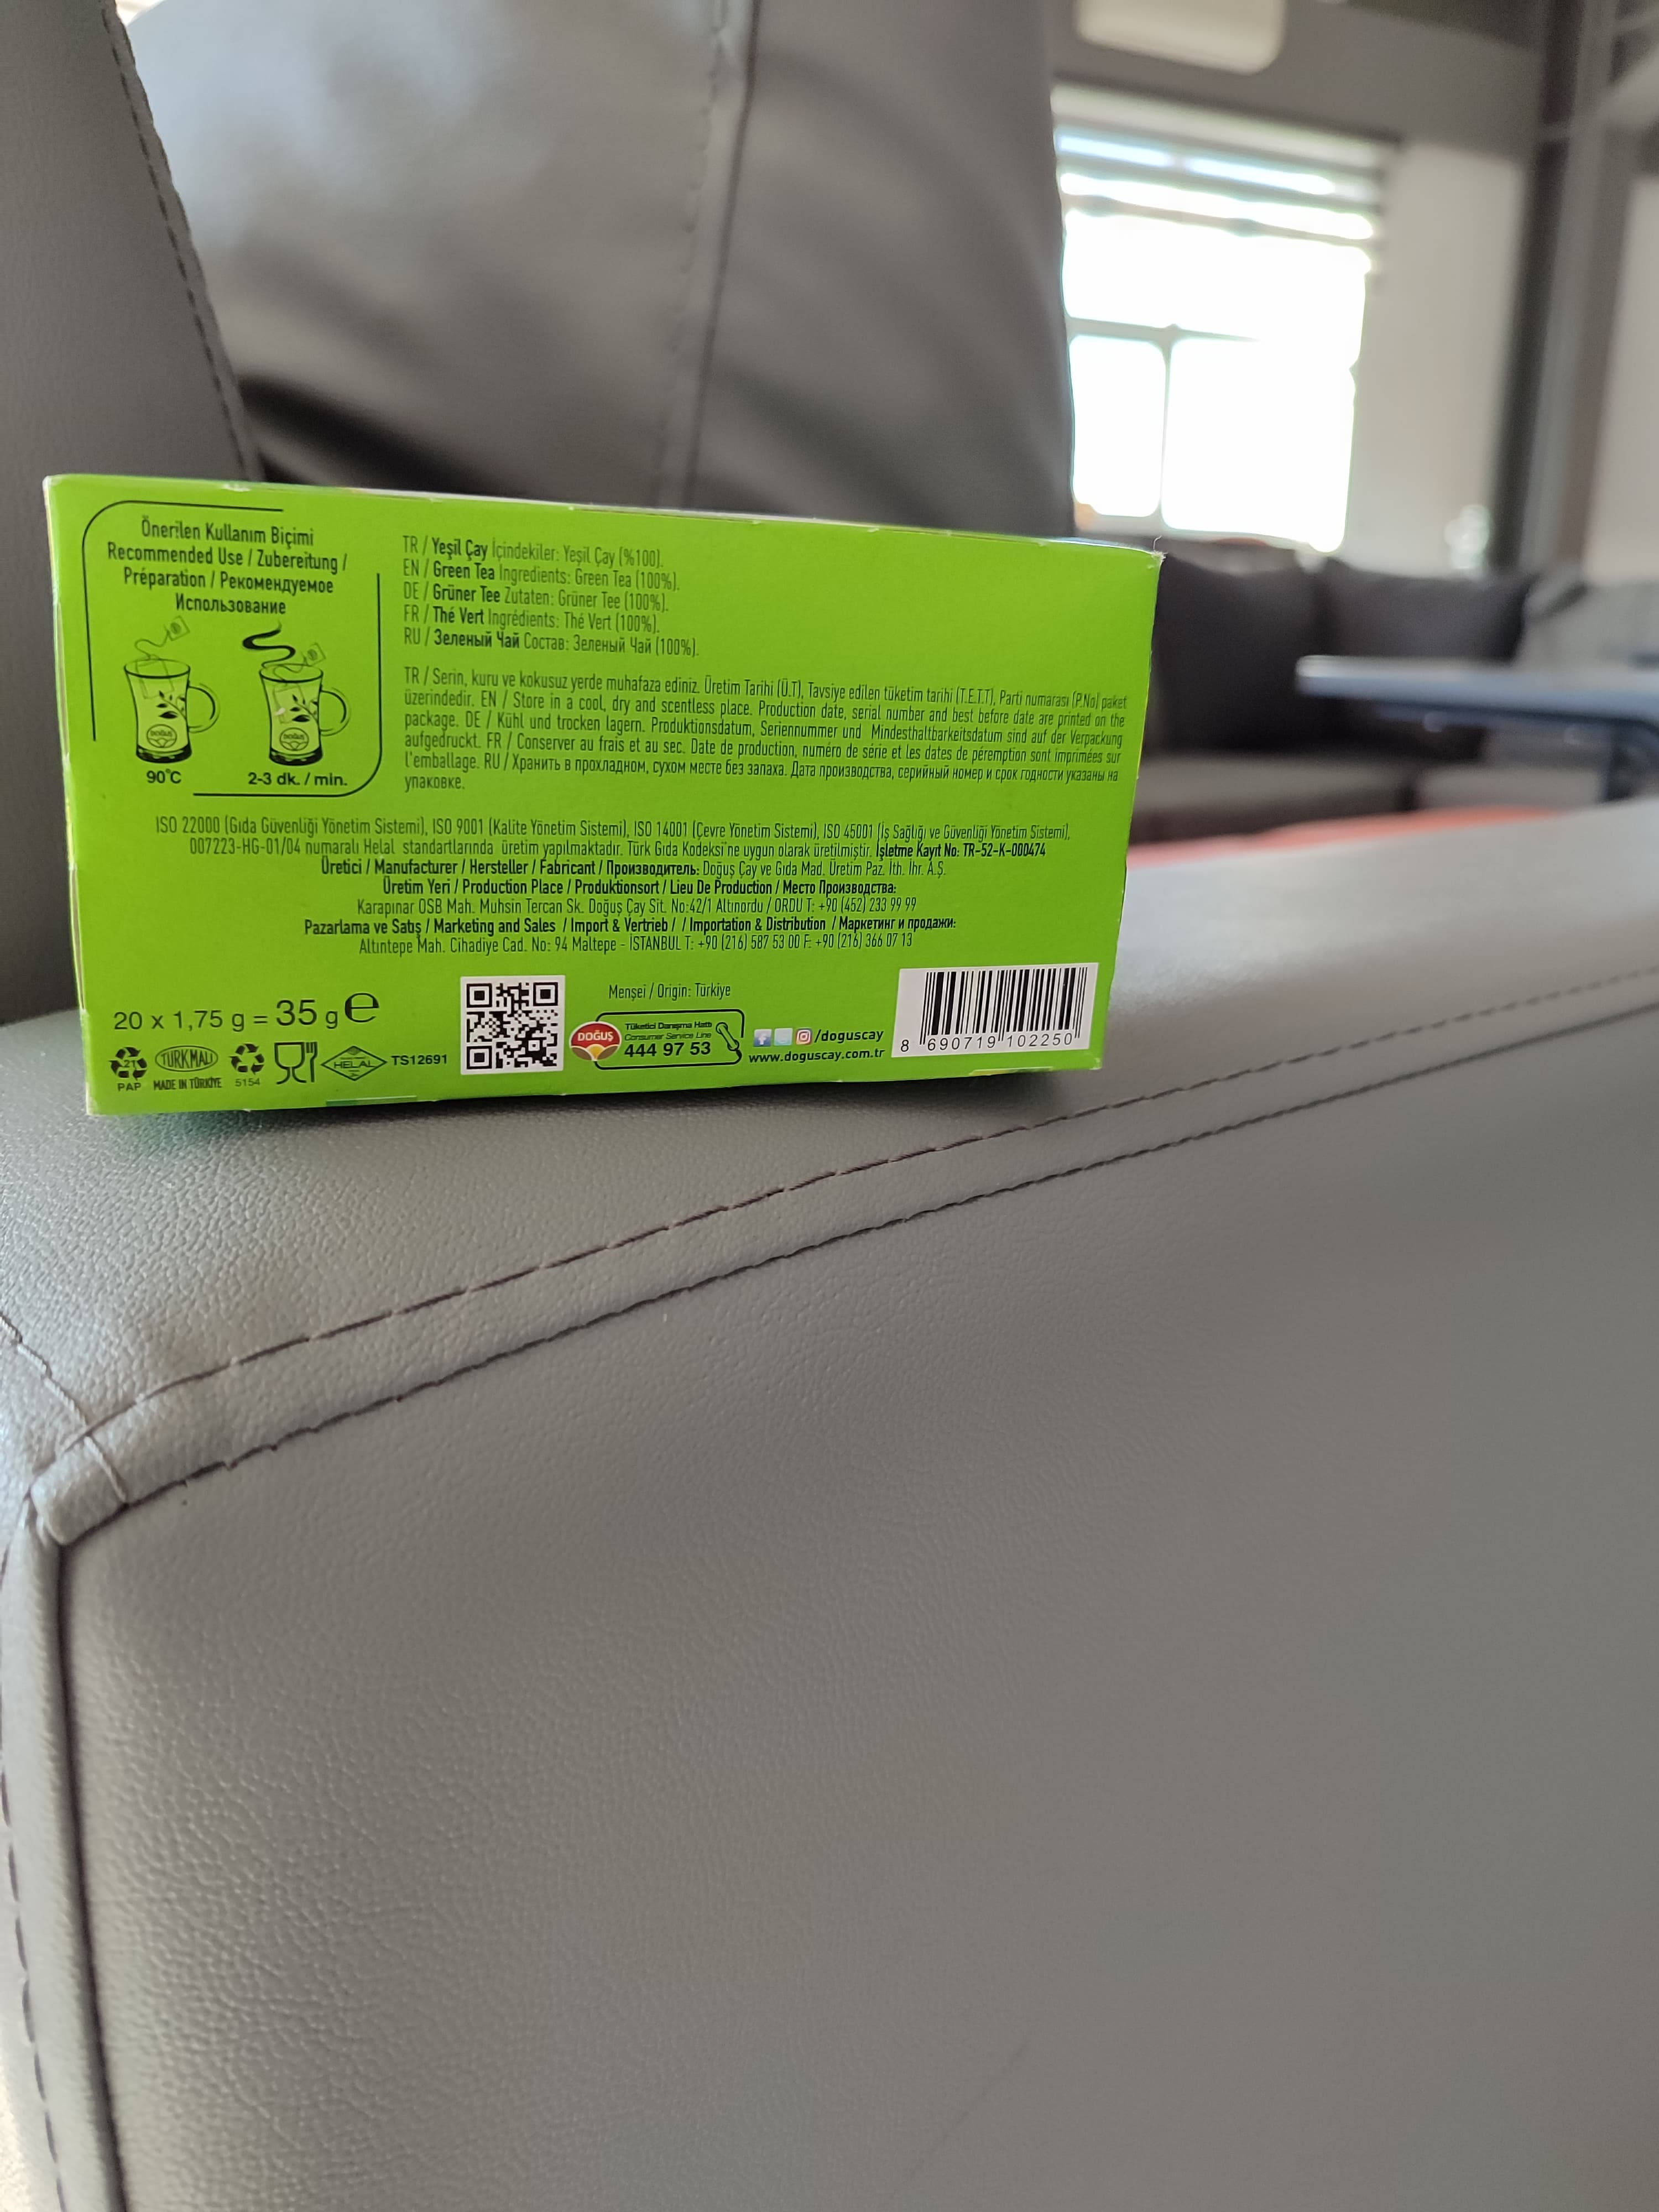 Önerilen Kullanım Biçimi
Recommended Use / Zubereitung /
Préparation / Рекомендуемое
Использование
DOĞUŞ
DOĞUŞ
90°C
2-3 dk. / min.
TR / Yeşil Çay İçindekiler: Yeşil Çay (%100).
EN / Green Tea Ingredients: Green Tea (100%).
DE / Grüner Tee Zutaten: Grüner Tee (100%).
FR / Thé Vert Ingrédients: Thé Vert (100%).
RU / Зеленый Чай Состав: Зеленый Чай (100%).
TR / Serin, kuru ve kokusuz yerde muhafaza ediniz. Üretim Tarihi (Ü.T), Tavsiye edilen tüketim tarihi (T.E.T.T), Parti numarası (P.No) paket
üzerindedir. EN / Store in a cool, dry and scentless place. Production date, serial number and best before date are printed on the
package. DE / Kühl und trocken lagern. Produktionsdatum, Seriennummer und Mindesthaltbarkeitsdatum sind auf der Verpackung
aufgedruckt. FR / Conserver au frais et au sec. Date de production, numéro de série et les dates de péremption sont imprimées sur
l'emballage. RU / Хранить в прохладном, сухом месте без запаха. Дата производства, серийный номер и срок годности указаны на
упаковке.
ISO 22000 (Gıda Güvenliği Yönetim Sistemi), ISO 9001 (Kalite Yönetim Sistemi), ISO 14001 (Çevre Yönetim Sistemi), ISO 45001 (İş Sağlığı ve Güvenliği Yönetim Sistemi).
007223-HG-01/04 numaralı Helal standartlarında üretim yapılmaktadır. Türk Gıda Kodeksi'ne uygun olarak üretilmiştir. İşletme Kayıt No: TR-52-K-000474
Üretici / Manufacturer / Hersteller / Fabricant / Производитель: Doğuş Çay ve Gıda Mad. Üretim Paz. İth. İhr. A.Ş.
Üretim Yeri / Production Place / Produktionsort / Lieu De Production / Место Производства:
Karapınar OSB Mah. Muhsin Tercan Sk. Doğuş Çay Sit. No:42/1 Altınordu / ORDU T: +90 (452) 233 99 99
Pazarlama ve Satış / Marketing and Sales / Import & Vertrieb / / Importation & Distribution / Маркетинг и продажи:
Altıntepe Mah. Cihadiye Cad. No: 94 Maltepe - İSTANBUL T: +90 (216) 587 53 00 F: +90 (216) 366 07 13
20 x 1,75 g = 35 g e
21
PAP
TÜRK MALI
MADE IN TÜRKİYE
5154
HELAL
TS12691
Menşei / Origin: Türkiye
DOĞUŞ
Tüketici Danışma Hattı
Consumer Service Line
444 97 53
/doguscay
www.doguscay.com.tr
8 690719 102250